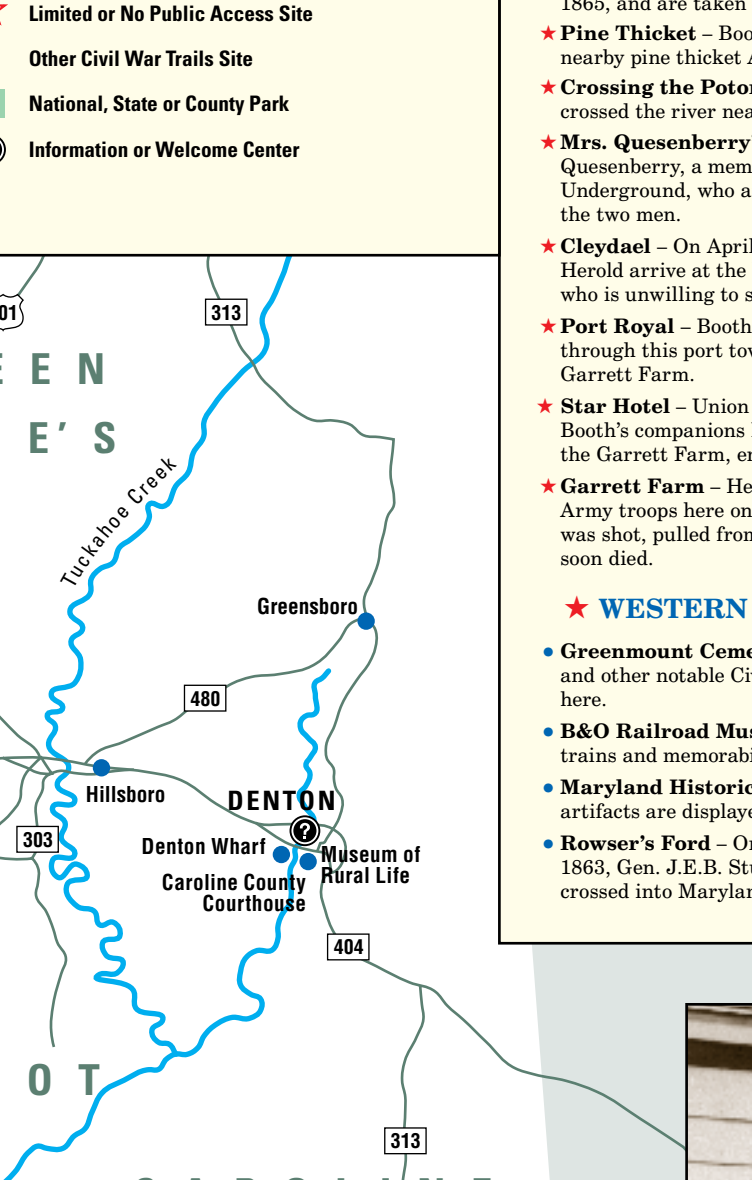 Limited or No Public Access Site
Other Civil War Trails Site
National, State or County Park
Information or Welcome Center
1865, and are taken
★ Pine Thicket – Boo
nearby pine thicket A
★ Crossing the Poto
crossed the river nea
★ Mrs. Quesenberry'
Quesenberry, a mem
Underground, who a
the two men.
★ Cleydael – On April
Herold arrive at the
who is unwilling to s
★ Port Royal – Booth
through this port tow
Garrett Farm.
★ Star Hotel – Union
Booth's companions
the Garrett Farm, en
★ Garrett Farm – He
Army troops here on
was shot, pulled from
soon died.
★ WESTERN
• Greenmount Ceme
and other notable Ci
here.
• B&O Railroad Mus
trains and memorabi
• Maryland Historic
artifacts are displaye
• Rowser's Ford – On
1863, Gen. J.E.B. Stu
crossed into Marylan
01
313
E E N
E' S
Tuckahoe Creek
Greensboro
480
Hillsboro
DENTON
?
303
Denton Wharf
Museum of
Rural Life
Caroline County
Courthouse
404
O T
313